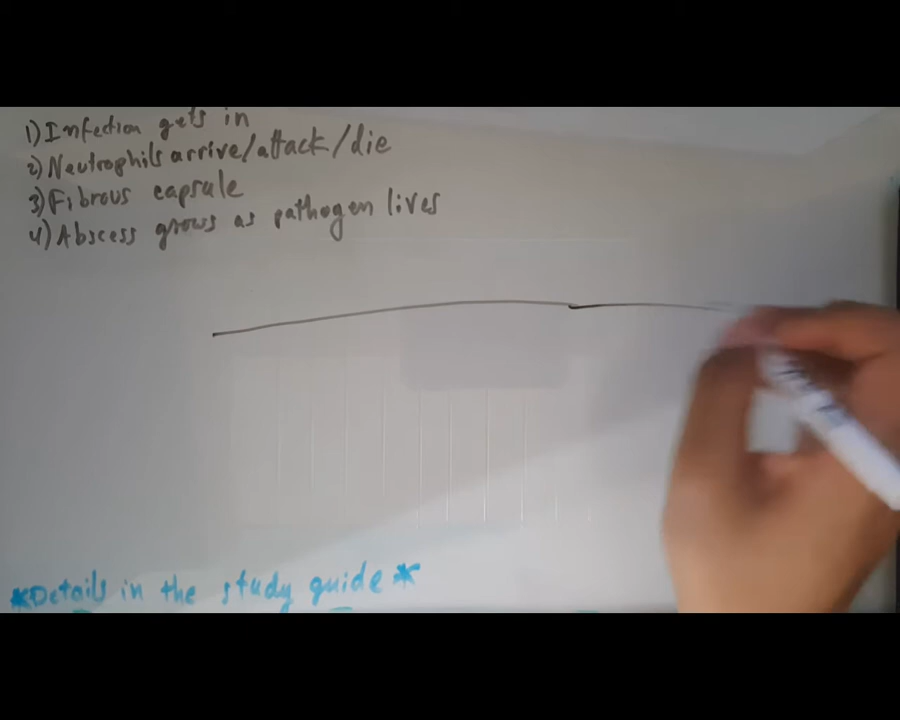 1) Infection gets in
2) Neutrophils arrive/attack/die
3) Fibrous capsule
4) Abscess grows as pathogen lives
*Details in the study guide*